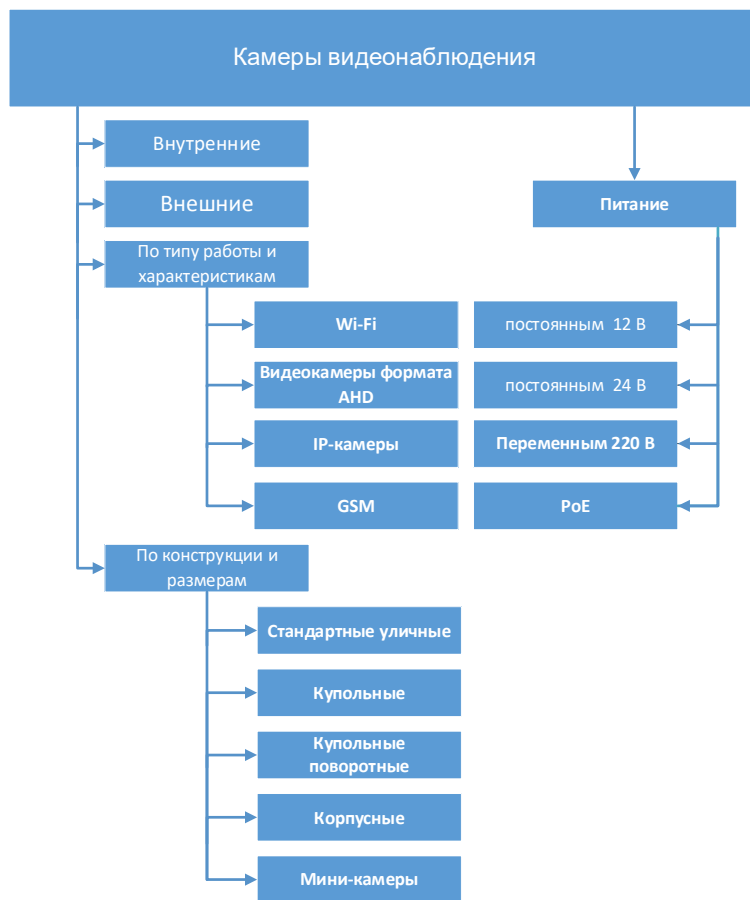 Камеры видеонаблюдения
Внутренние
Внешние
Питание
По типу работы и
характеристикам
Wi-Fi
постоянным 12 В
Видеокамеры формата
AHD
постоянным 24 В
IP-камеры
Переменным 220 В
GSM
PoE
По конструкции и
размерам
Стандартные уличные
Купольные
Купольные
поворотные
Корпусные
Мини-камеры